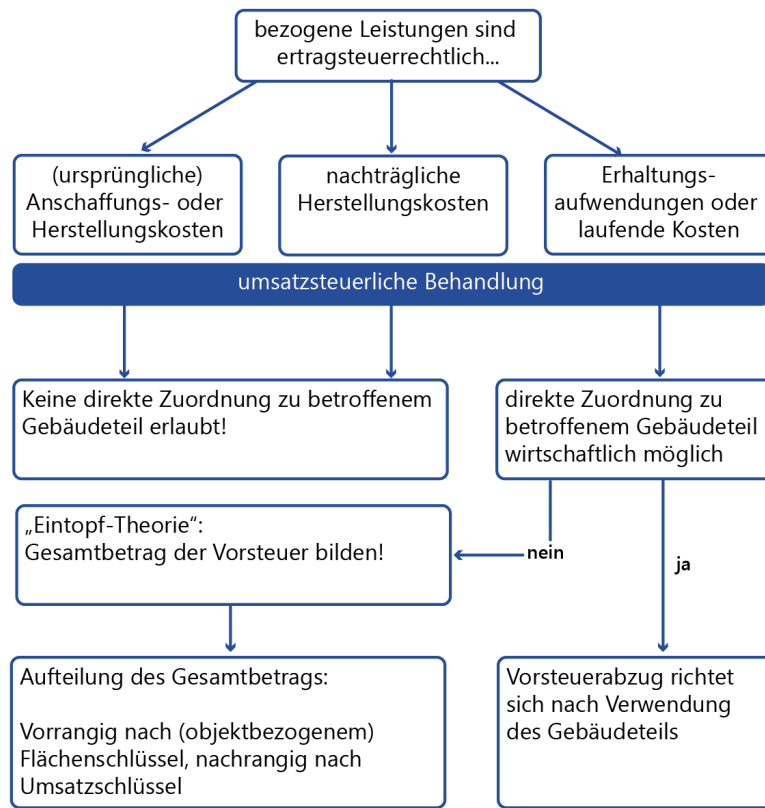 bezogene Leistungen sind
ertragsteuerrechtlich...
(ursprüngliche)
Anschaffungs- oder
Herstellungskosten
nachträgliche
Herstellungskosten
Erhaltungs-
aufwendungen oder
laufende Kosten
umsatzsteuerliche Behandlung
Keine direkte Zuordnung zu betroffenem
Gebäudeteil erlaubt!
direkte Zuordnung zu
betroffenem Gebäudeteil
wirtschaftlich möglich
„Eintopf-Theorie“:
Gesamtbetrag der Vorsteuer bilden!
nein
ja
Aufteilung des Gesamtbetrags:
Vorrangig nach (objektbezogenem)
Flächenschlüssel, nachrangig nach
Umsatzschlüssel
Vorsteuerabzug richtet
sich nach Verwendung
des Gebäudeteils